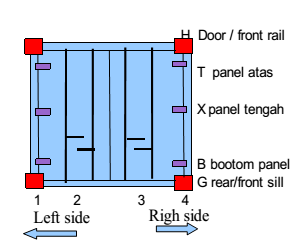 H Door / front rail
T panel atas
X panel tengah
B bootom panel
G rear/front sill
1 2 3 4
Left side Righ side